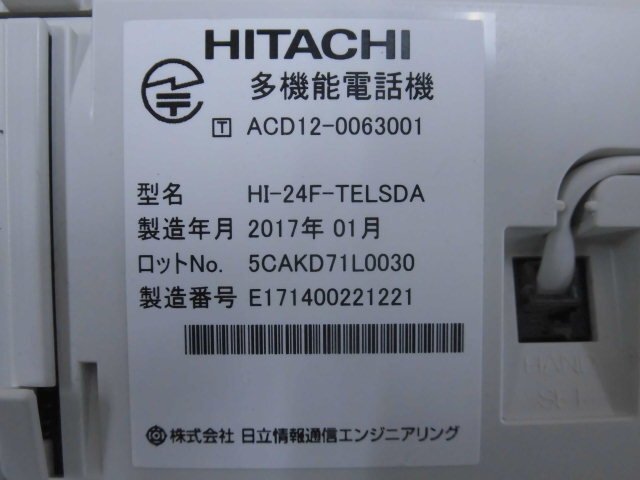 HITACHI
多機能電話機
T ACD12-0063001
型名 HI-24F-TELSDA
製造年月 2017年 01月
ロットNo. 5CAKD71L0030
製造番号 E171400221221
株式会社 日立情報通信エンジニアリング
HAND
SET